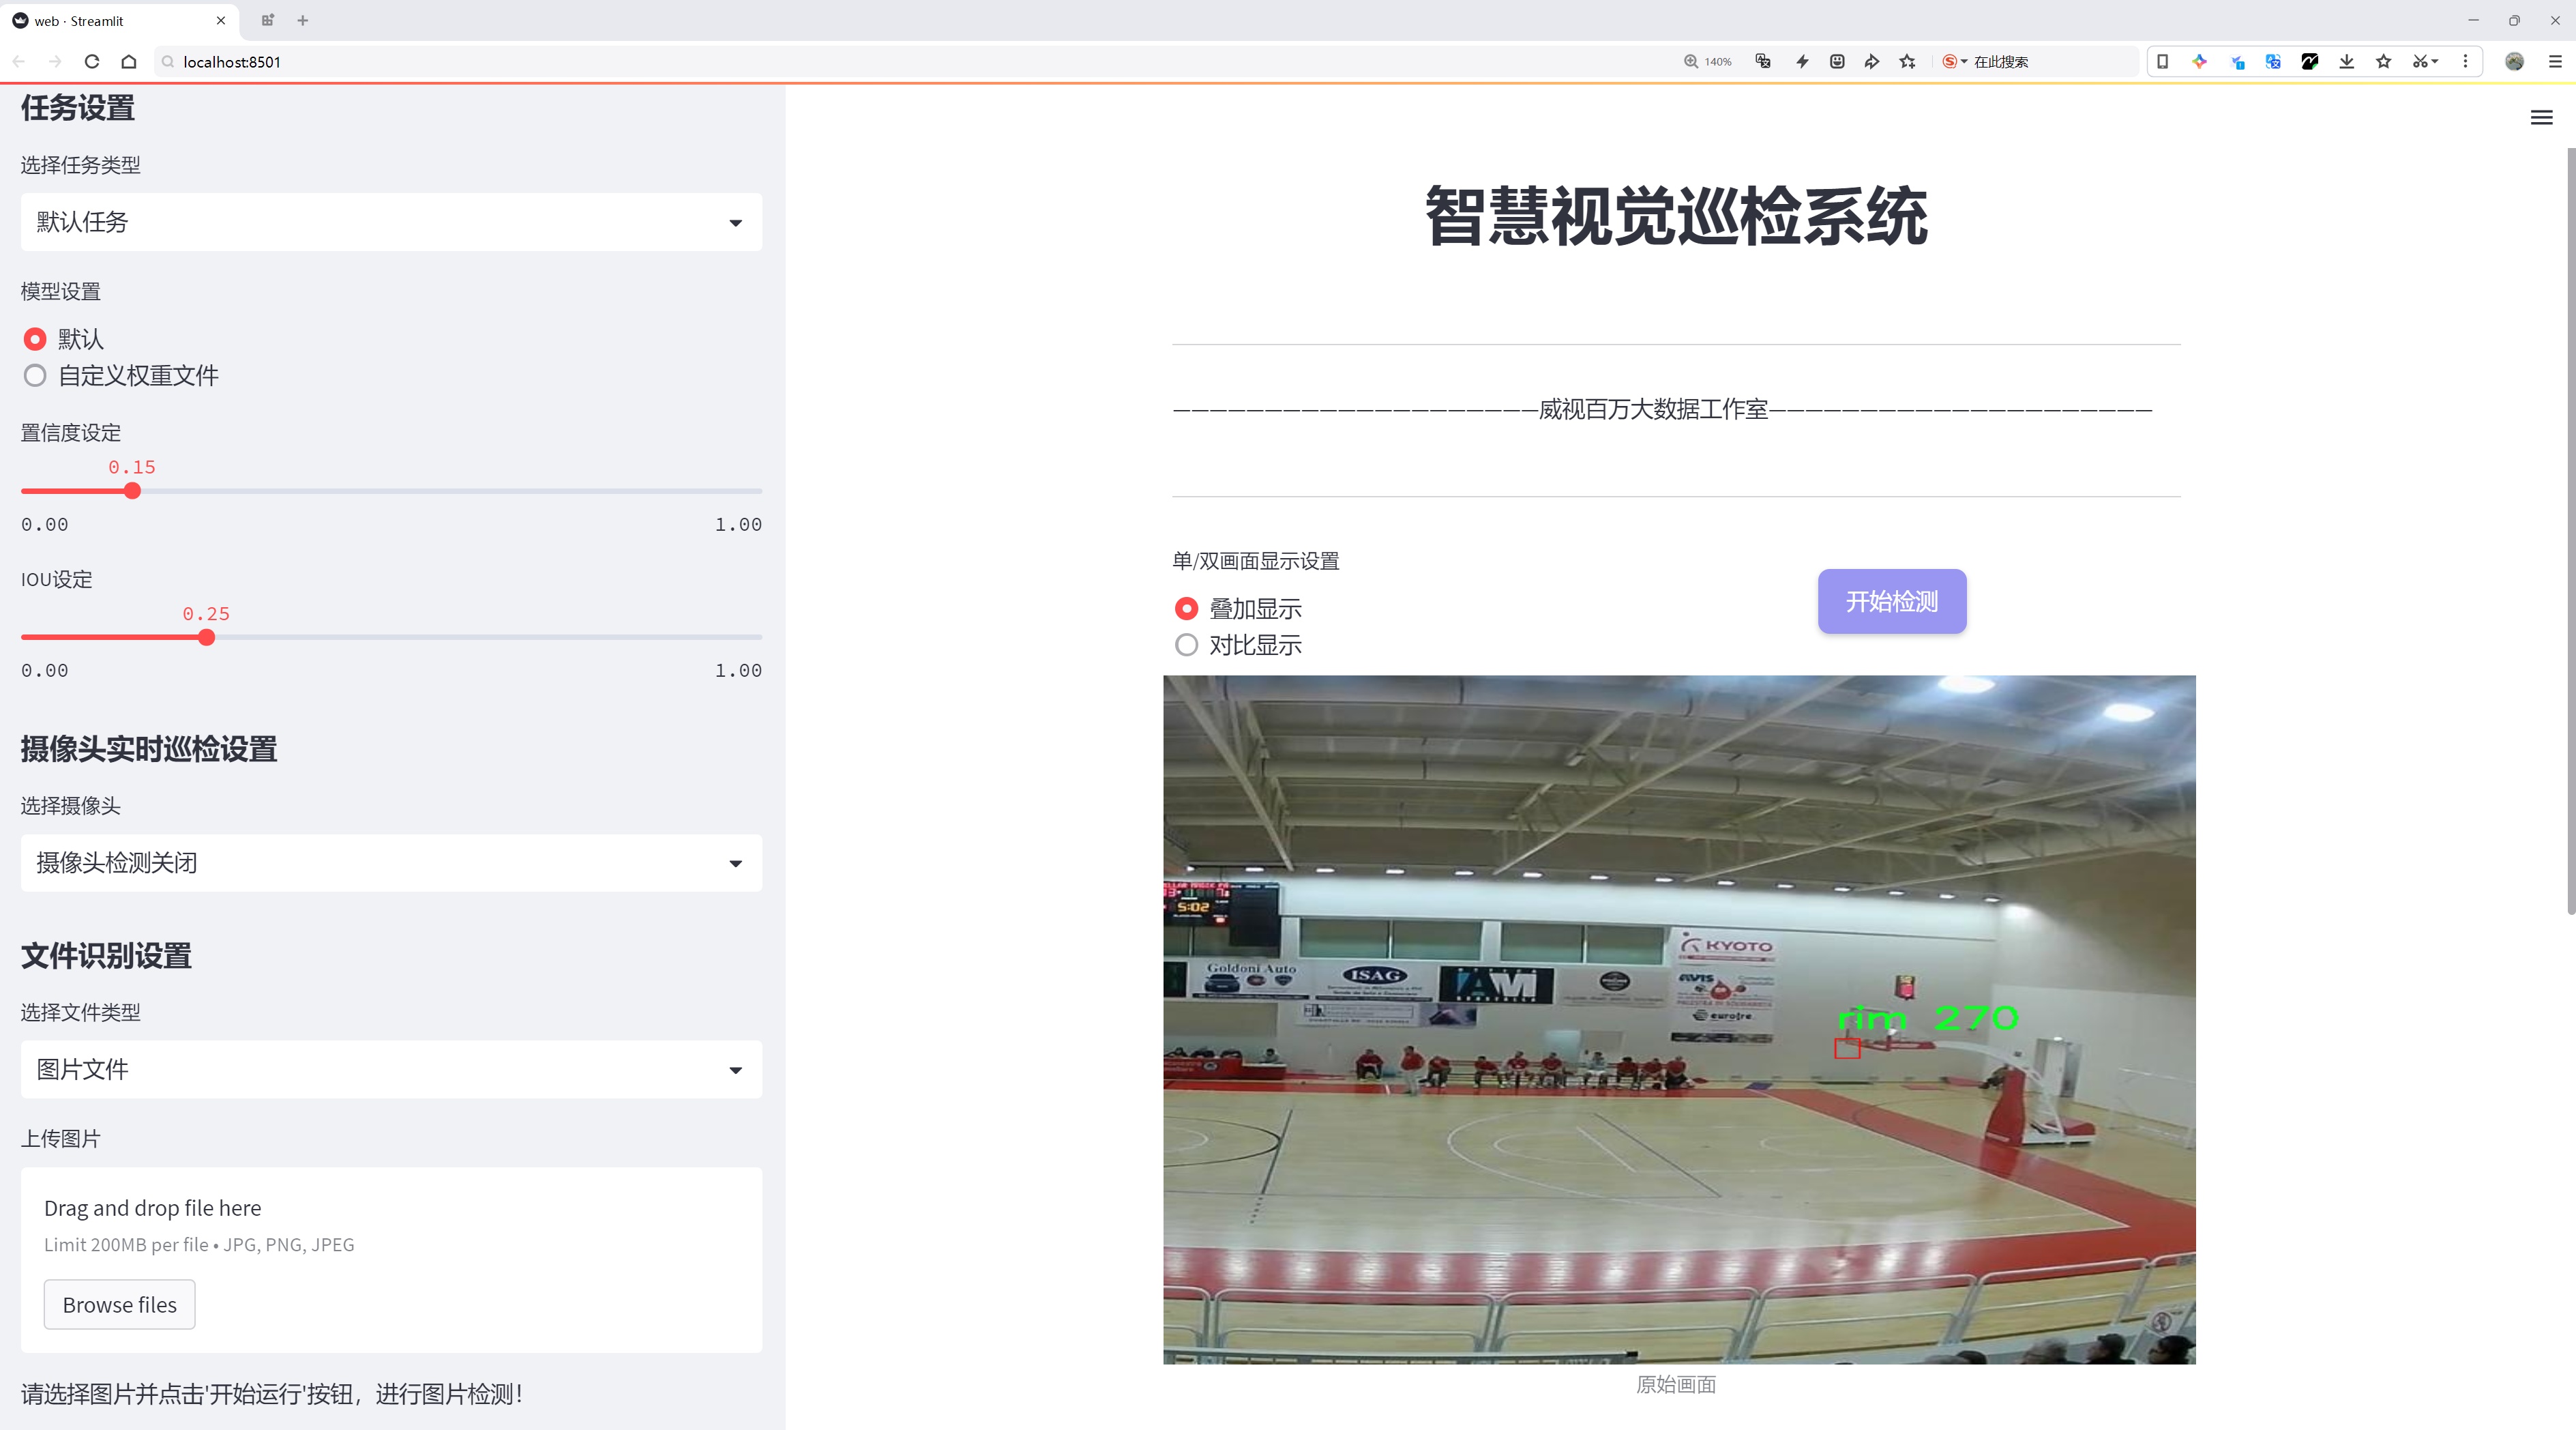 web · Streamlit
localhost:8501
140%
在此搜索
任务设置
选择任务类型
默认任务
模型设置
默认
自定义权重文件
置信度设定
0.15
0.00 1.00
IOU设定
0.25
0.00 1.00
摄像头实时巡检设置
选择摄像头
摄像头检测关闭
文件识别设置
选择文件类型
图片文件
上传图片
Drag and drop file here
Limit 200MB per file • JPG, PNG, JPEG
Browse files
请选择图片并点击'开始运行'按钮，进行图片检测！
智慧视觉巡检系统
—————————————————————威视百万大数据工作室——————————————————————
单/双画面显示设置
叠加显示
对比显示
开始检测
5:02
KYOTO
AVIS
Goldoni Auto
ISAG
AM
rim 270
原始画面